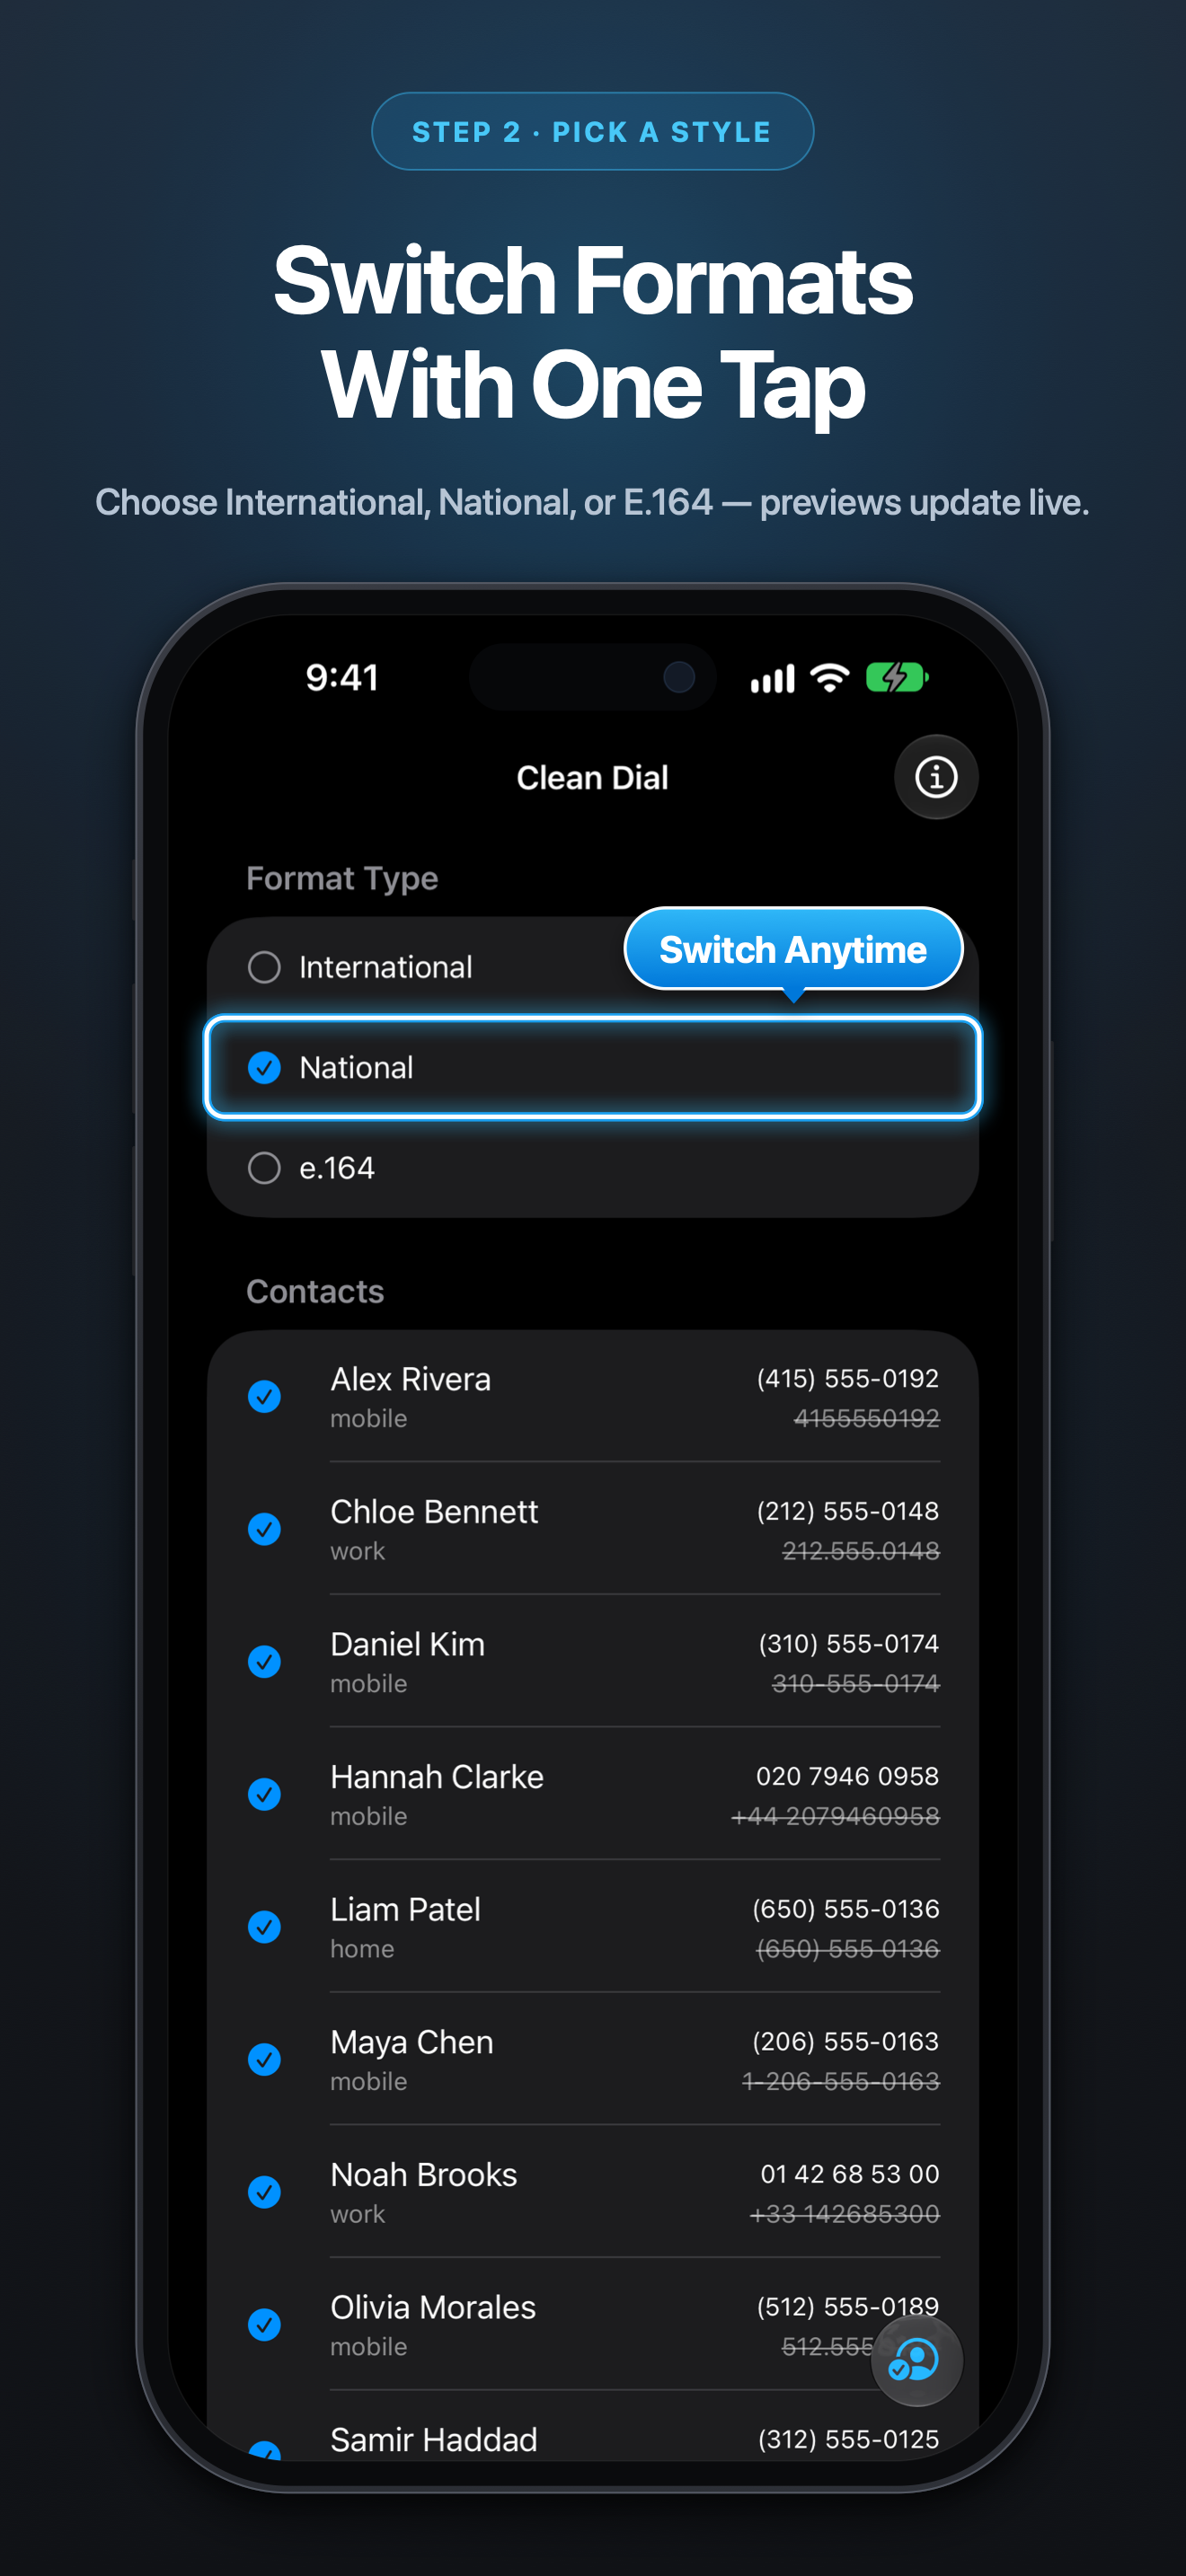 STEP 2 · PICK A STYLE
Switch Formats
With One Tap
Choose International, National, or E.164 — previews update live.
9:41
Clean Dial
Format Type
Switch Anytime
International
National
e.164
Contacts
Alex Rivera (415) 555-0192
mobile 4155550192
Chloe Bennett (212) 555-0148
work 212.555.0148
Daniel Kim (310) 555-0174
mobile 310-555-0174
Hannah Clarke 020 7946 0958
mobile +44 2079460958
Liam Patel (650) 555-0136
home (650) 555 0136
Maya Chen (206) 555-0163
mobile 1-206-555-0163
Noah Brooks 01 42 68 53 00
work +33 142685300
Olivia Morales (512) 555-0189
mobile 512.555
Samir Haddad (312) 555-0125